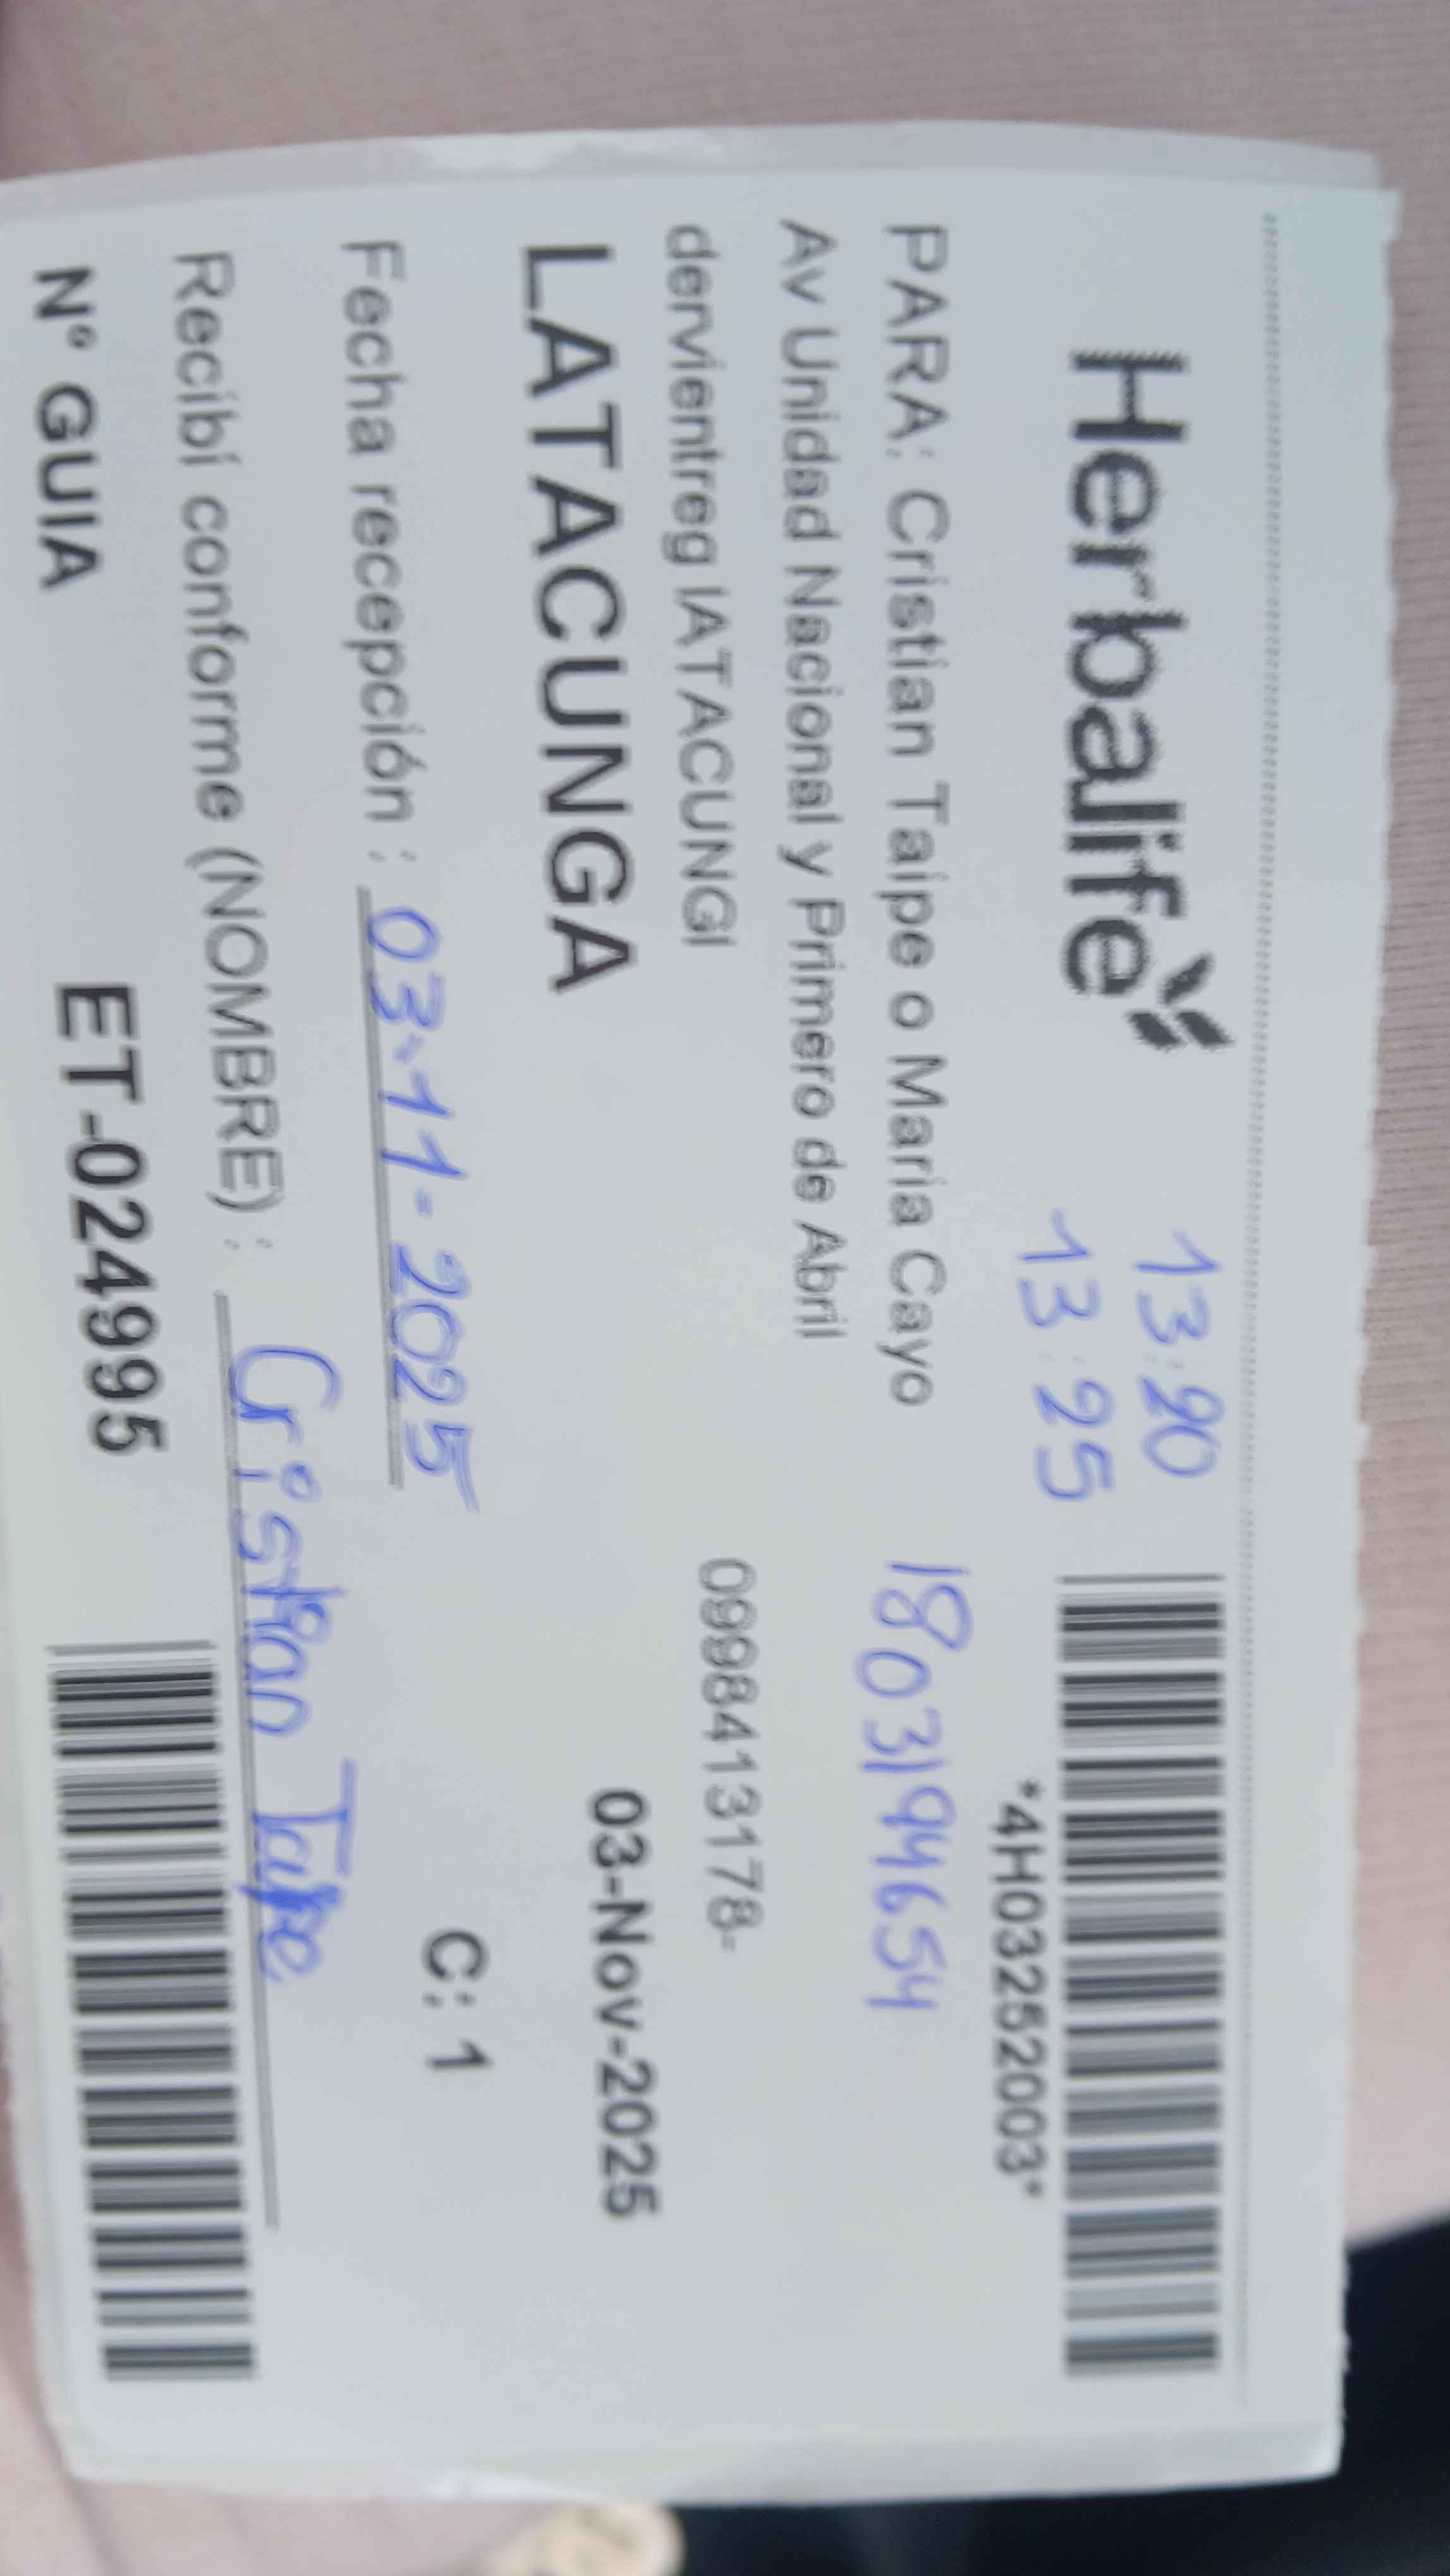 Herbalife
13:20
13:25
*4H03252003*
PARA: Cristian Taipe o Maria Cayo
1803194654
Av Unidad Nacional y Primero de Abril
dervientreg lATACUNGl
0998413178-
LATACUNGA
03-Nov-2025
Fecha recepción : 03-11-2025
C: 1
Recibí conforme (NOMBRE) : Cristian Taipe
N° GUIA ET-024995